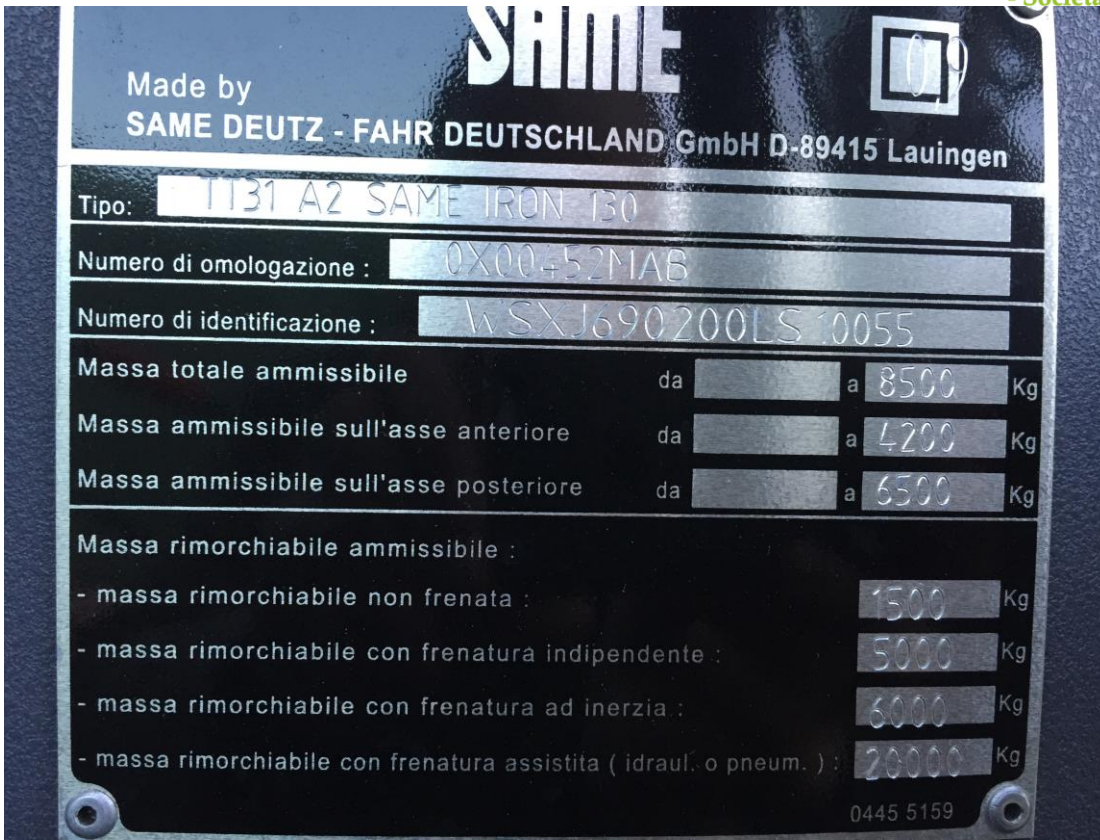 - Società
SAME
0,9
Made by
SAME DEUTZ - FAHR DEUTSCHLAND GmbH D-89415 Lauingen
Tipo: TT31 A2 SAME IRON 130
Numero di omologazione : 0X00452MAB
Numero di identificazione : WSXJ690200LS10055
Massa totale ammissibile da a 8500 Kg
Massa ammissibile sull'asse anteriore da a 4200 Kg
Massa ammissibile sull'asse posteriore da a 6500 Kg
Massa rimorchiabile ammissibile :
- massa rimorchiabile non frenata : 1500 Kg
- massa rimorchiabile con frenatura indipendente : 5000 Kg
- massa rimorchiabile con frenatura ad inerzia : 6000 Kg
- massa rimorchiabile con frenatura assistita ( idraul. o pneum. ) : 20000 Kg
0445 5159